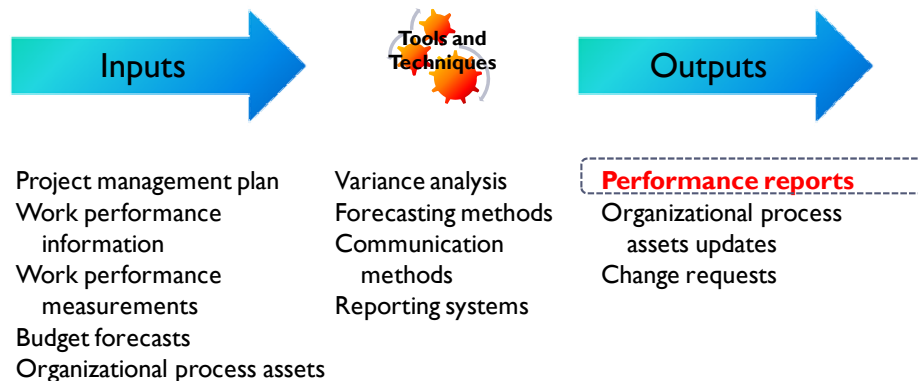 Inputs
Tools and
Techniques
Outputs
Project management plan
Work performance
information
Work performance
measurements
Budget forecasts
Organizational process assets
Variance analysis
Forecasting methods
Communication
methods
Reporting systems
Performance reports
Organizational process
assets updates
Change requests